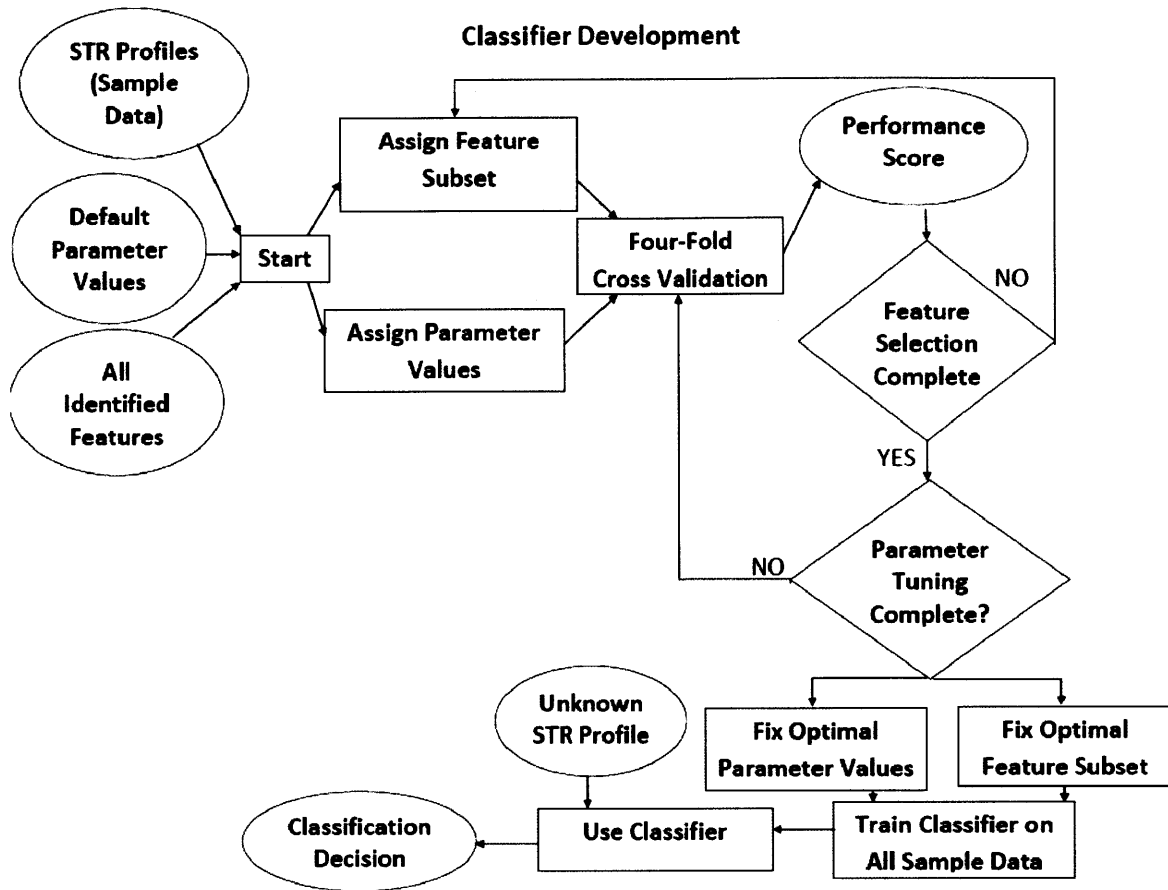 Classifier Development
STR Profiles
(Sample
Data)
Default
Parameter
Values
All
Identified
Features
Start
Assign Feature
Subset
Assign Parameter
Values
Four-Fold
Cross Validation
Performance
Score
NO
Feature
Selection
Complete
YES
NO
Parameter
Tuning
Complete?
Unknown
STR Profile
Fix Optimal
Parameter Values
Fix Optimal
Feature Subset
Classification
Decision
Use Classifier
Train Classifier on
All Sample Data